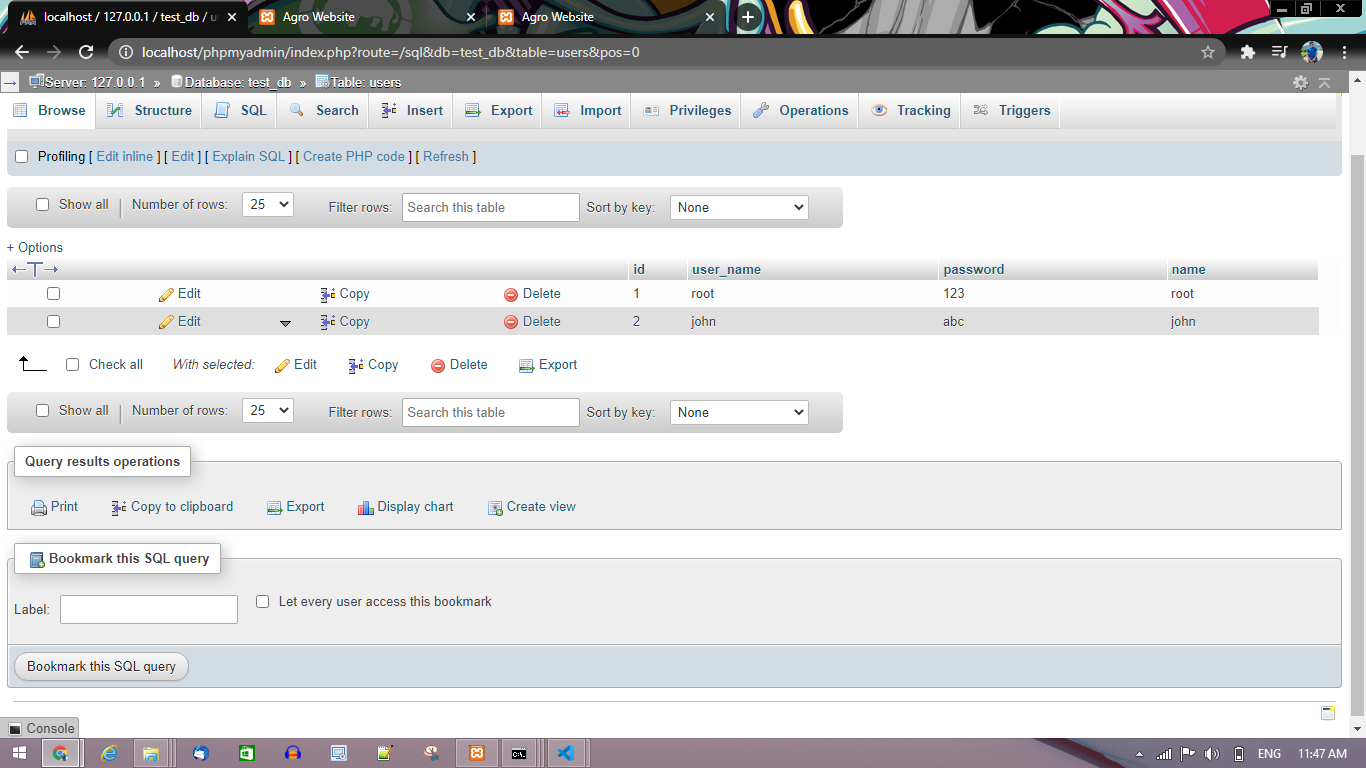 localhost / 127.0.0.1 / test_db / u
Agro Website
Agro Website
localhost/phpmyadmin/index.php?route=/sql&db=test_db&table=users&pos=0
Server: 127.0.0.1 » Database: test_db » Table: users
Browse Structure SQL Search Insert Export Import Privileges Operations Tracking Triggers
Profiling [ Edit inline ] [ Edit ] [ Explain SQL ] [ Create PHP code ] [ Refresh ]
Show all Number of rows: 25 Filter rows: Search this table Sort by key: None
+ Options
id user_name password name
Edit Copy Delete 1 root 123 root
Edit Copy Delete 2 john abc john
Check all With selected: Edit Copy Delete Export
Show all Number of rows: 25 Filter rows: Search this table Sort by key: None
Query results operations
Print Copy to clipboard Export Display chart Create view
Bookmark this SQL query
Label: Let every user access this bookmark
Bookmark this SQL query
Console
ENG 11:47 AM